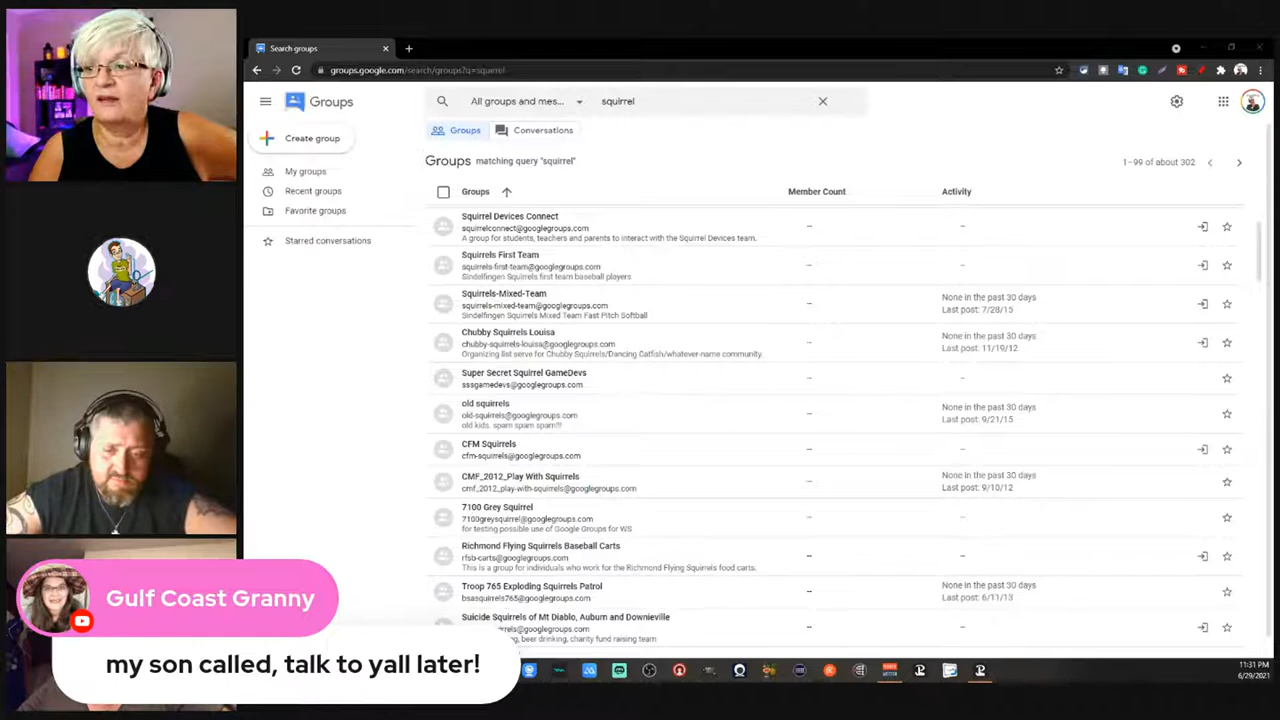 Search groups
groups.google.com/search/groups?q=squirrel
Groups
All groups and mes...
squirrel
Create group
My groups
Recent groups
Favorite groups
Starred conversations
Groups
Conversations
Groups matching query "squirrel"
1-99 of about 302
Groups
Member Count
Activity
Squirrel Devices Connect
squirrelconnect@googlegroups.com
A group for students, teachers and parents to interact with the Squirrel Devices team.
--
--
Squirrels First Team
squirrels-first-team@googlegroups.com
Sindelfingen Squirrels first team baseball players
--
--
Squirrels-Mixed-Team
squirrels-mixed-team@googlegroups.com
Sindelfingen Squirrels Mixed Team Fast Pitch Softball
--
None in the past 30 days
Last post: 7/28/15
Chubby Squirrels Louisa
chubby-squirrels-louisa@googlegroups.com
Organizing list serve for Chubby Squirrels/Dancing Catfish/whatever-name community.
--
None in the past 30 days
Last post: 11/19/12
Super Secret Squirrel GameDevs
sssgamedevs@googlegroups.com
--
--
old squirrels
old-squirrels@googlegroups.com
old kids. spam spam spam!!!
--
None in the past 30 days
Last post: 9/21/15
CFM Squirrels
cfm-squirrels@googlegroups.com
--
--
CMF_2012_Play With Squirrels
cmf_2012_play-with-squirrels@googlegroups.com
--
None in the past 30 days
Last post: 9/10/12
7100 Grey Squirrel
7100greysquirrel@googlegroups.com
for testing possible use of Google Groups for WS
--
--
Richmond Flying Squirrels Baseball Carts
rfsb-carts@googlegroups.com
This is a group for individuals who work for the Richmond Flying Squirrels food carts.
--
--
Troop 765 Exploding Squirrels Patrol
bsasquirrels765@googlegroups.com
--
None in the past 30 days
Last post: 6/11/13
Suicide Squirrels of Mt Diablo, Auburn and Downieville
@googlegroups.com
beer drinking, charity fund raising team
--
--
Gulf Coast Granny
my son called, talk to yall later!
11:31 PM
6/29/2021